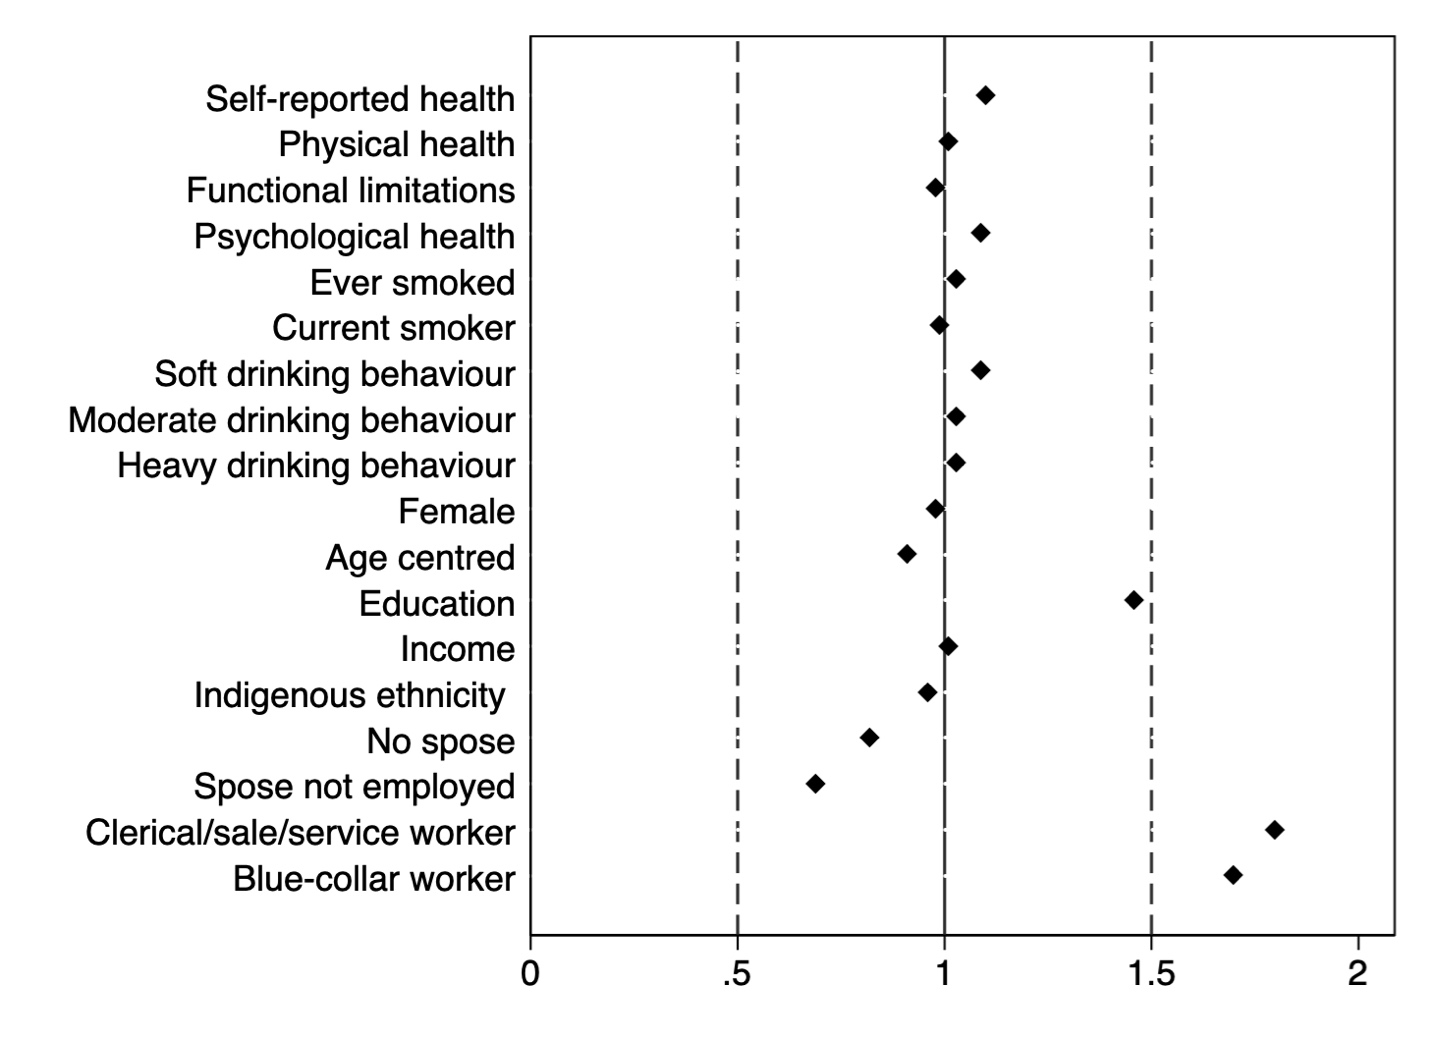 Self-reported health
Physical health
Functional limitations
Psychological health
Ever smoked
Current smoker
Soft drinking behaviour
Moderate drinking behaviour
Heavy drinking behaviour
Female
Age centred
Education
Income
Indigenous ethnicity
No spose
Spose not employed
Clerical/sale/service worker
Blue-collar worker
0 .5 1 1.5 2